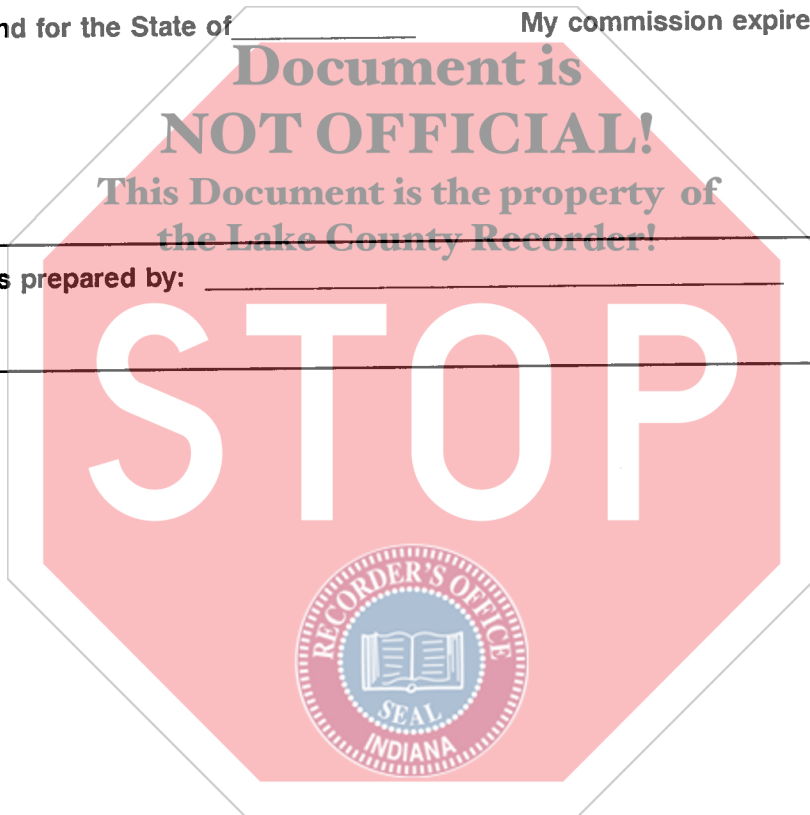 nd for the State of My commission expire
Document is
NOT OFFICIAL!
This Document is the property of
the Lake County Recorder!
s prepared by:
STOP
RECORDER'S OFFICE
SEAL
INDIANA